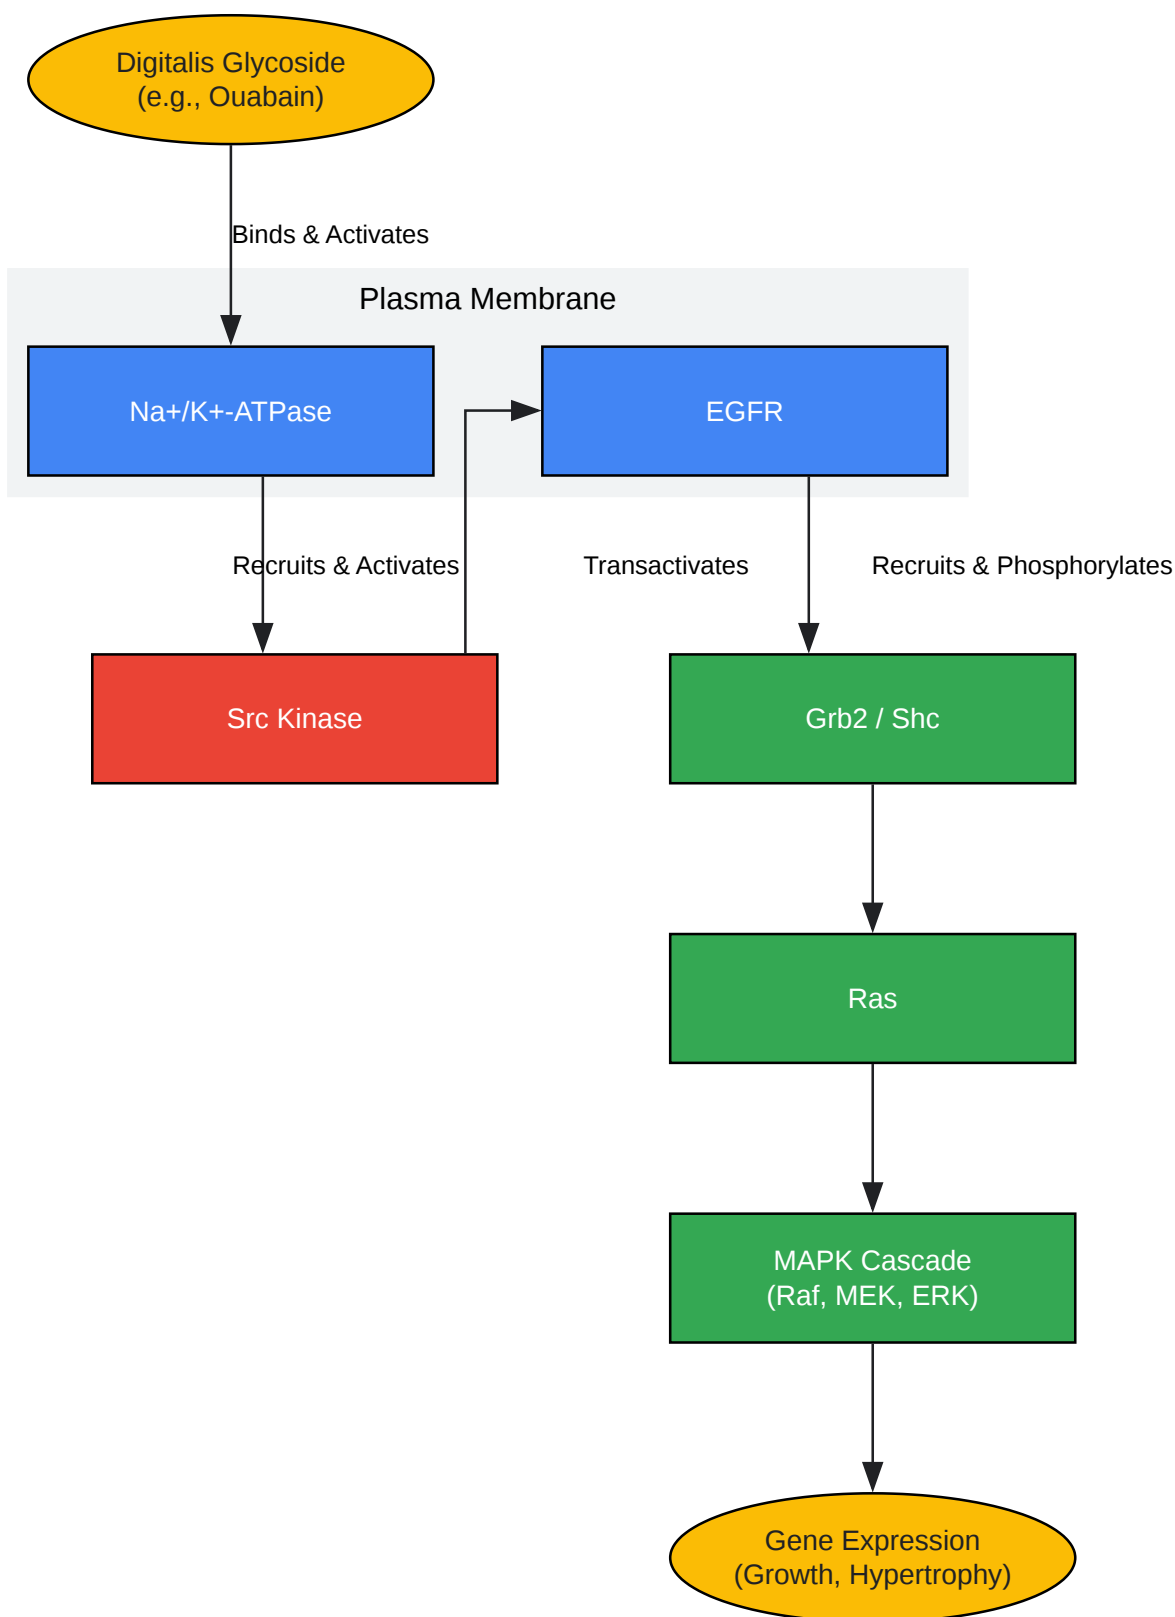 Digitalis Glycoside
(e.g., Ouabain)
Binds & Activates
Plasma Membrane
Na+/K+-ATPase
EGFR
Recruits & Activates
Transactivates
Recruits & Phosphorylates
Src Kinase
Grb2 / Shc
Ras
MAPK Cascade
(Raf, MEK, ERK)
Gene Expression
(Growth, Hypertrophy)